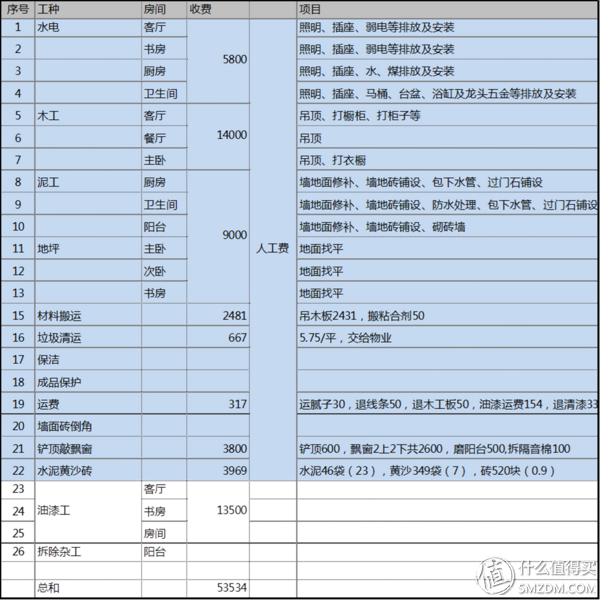 序号 工种 房间 收费 项目
1 水电 客厅 5800 人工费 照明、插座、弱电等排放及安装
2 书房 照明、插座、弱电等排放及安装
3 厨房 照明、插座、水、煤排放及安装
4 卫生间 照明、插座、马桶、台盆、浴缸及龙头五金等排放及安装
5 木工 客厅 14000 吊顶、打橱柜、打柜子等
6 餐厅 吊顶
7 主卧 吊顶、打衣橱
8 泥工 厨房 9000 墙地面修补、墙地砖铺设、包下水管、过门石铺设
9 卫生间 墙地面修补、墙地砖铺设、防水处理、包下水管、过门石铺设
10 阳台 墙地面修补、墙地砖铺设、砌砖墙
11 地坪 主卧 地面找平
12 次卧 地面找平
13 书房 地面找平
15 材料搬运 2481 吊木板2431，搬粘合剂50
16 垃圾清运 667 5.75/平，交给物业
17 保洁
18 成品保护
19 运费 317 运腻子30，退线条50，退木工板50，油漆运费154，退清漆33
20 墙面砖倒角
21 铲顶敲飘窗 3800 铲顶600，飘窗2上2下共2600，磨阳台500,拆隔音棉100
22 水泥黄沙砖 3969 水泥46袋（23），黄沙349袋（7），砖520块（0.9）
23 油漆工 客厅 13500
24 书房
25 房间
26 拆除杂工 阳台
总和 53534
值 什么值得买
SMZDM.COM